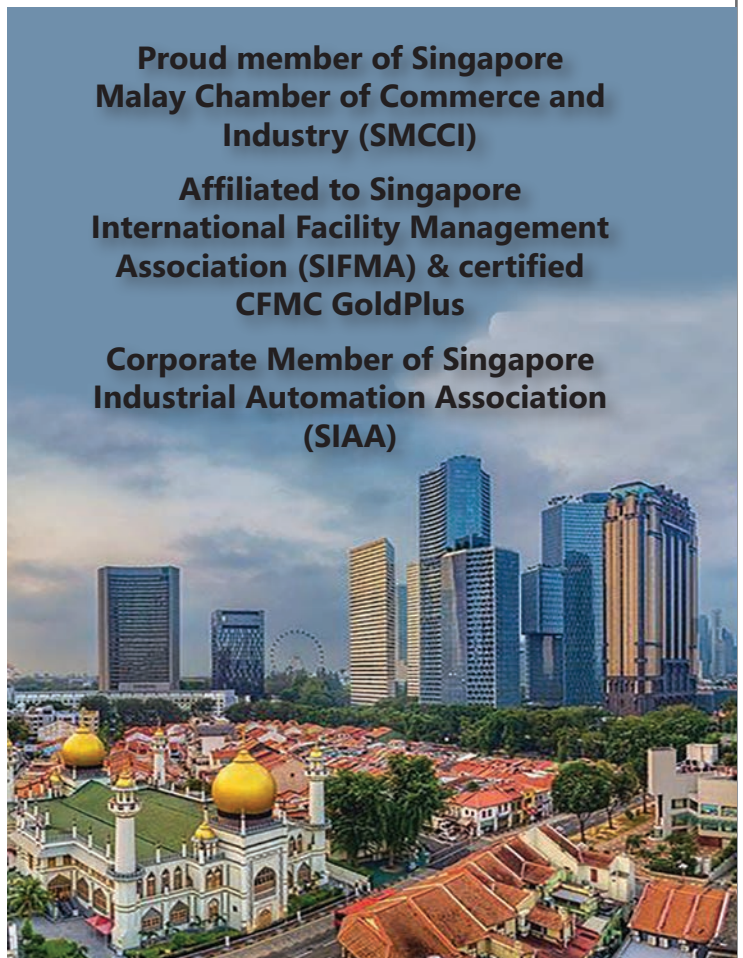 Proud member of Singapore
Malay Chamber of Commerce and
Industry (SMCCI)
Affiliated to Singapore
International Facility Management
Association (SIFMA) & certified
CFMC GoldPlus
Corporate Member of Singapore
Industrial Automation Association
(SIAA)